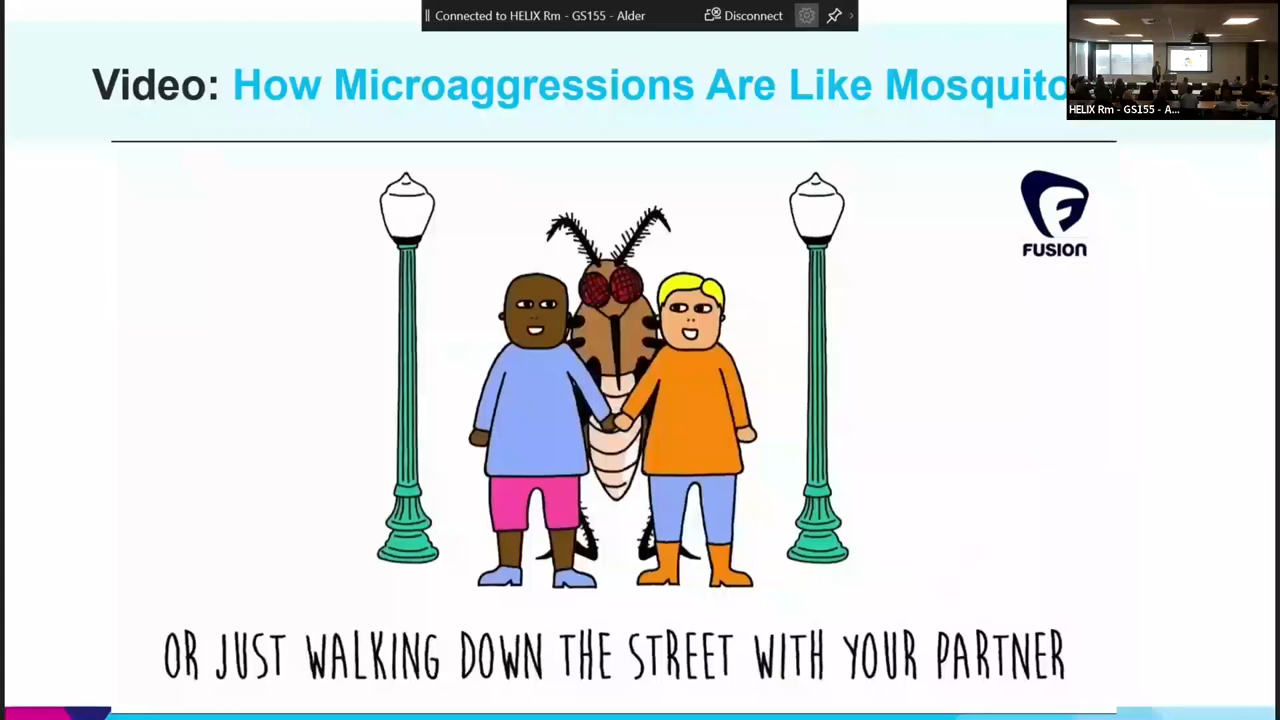 Connected to HELIX Rm - GS155 - Alder
Disconnect
Video: How Microaggressions Are Like Mosquito
HELIX Rm - GS155 - A...
FUSION
OR JUST WALKING DOWN THE STREET WITH YOUR PARTNER